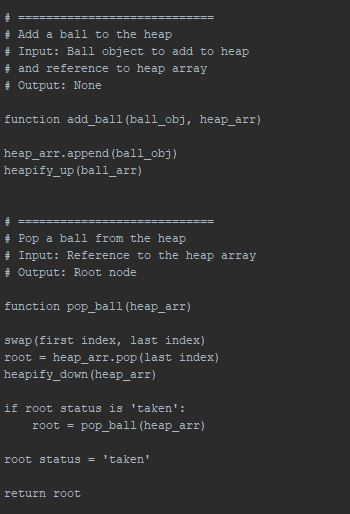 # ============================
# Add a ball to the heap
# Input: Ball object to add to heap
# and reference to heap array
# Output: None
function add_ball(ball_obj, heap_arr)
heap_arr.append(ball_obj)
heapify_up(ball_arr)
# ============================
# Pop a ball from the heap
# Input: Reference to the heap array
# Output: Root node
function pop_ball(heap_arr)
swap(first index, last index)
root = heap_arr.pop(last index)
heapify_down(heap_arr)
if root status is 'taken':
    root = pop_ball(heap_arr)
root status = 'taken'
return root